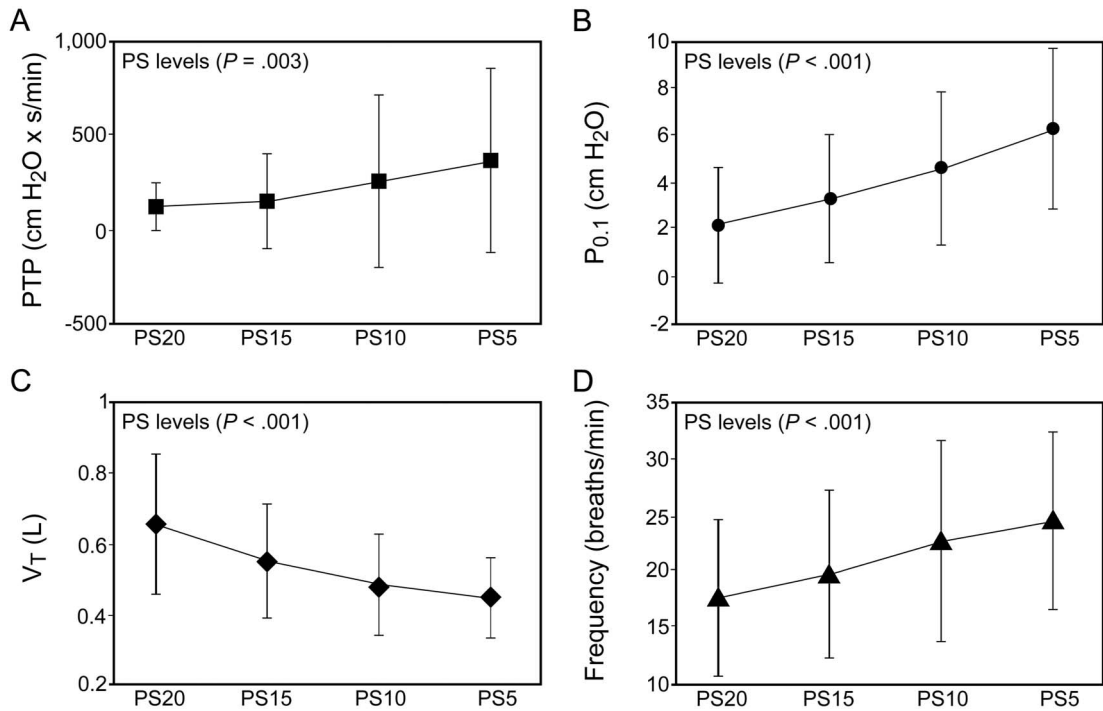 A
PTP (cm H₂O x s/min)
1,000
500
0
-500
PS levels (P = .003)
PS20 PS15 PS10 PS5
B
P₀.₁ (cm H₂O)
10
8
6
4
2
0
-2
PS levels (P < .001)
PS20 PS15 PS10 PS5
C
V_T (L)
1
0.8
0.6
0.4
0.2
PS levels (P < .001)
PS20 PS15 PS10 PS5
D
Frequency (breaths/min)
35
30
25
20
15
10
PS levels (P < .001)
PS20 PS15 PS10 PS5